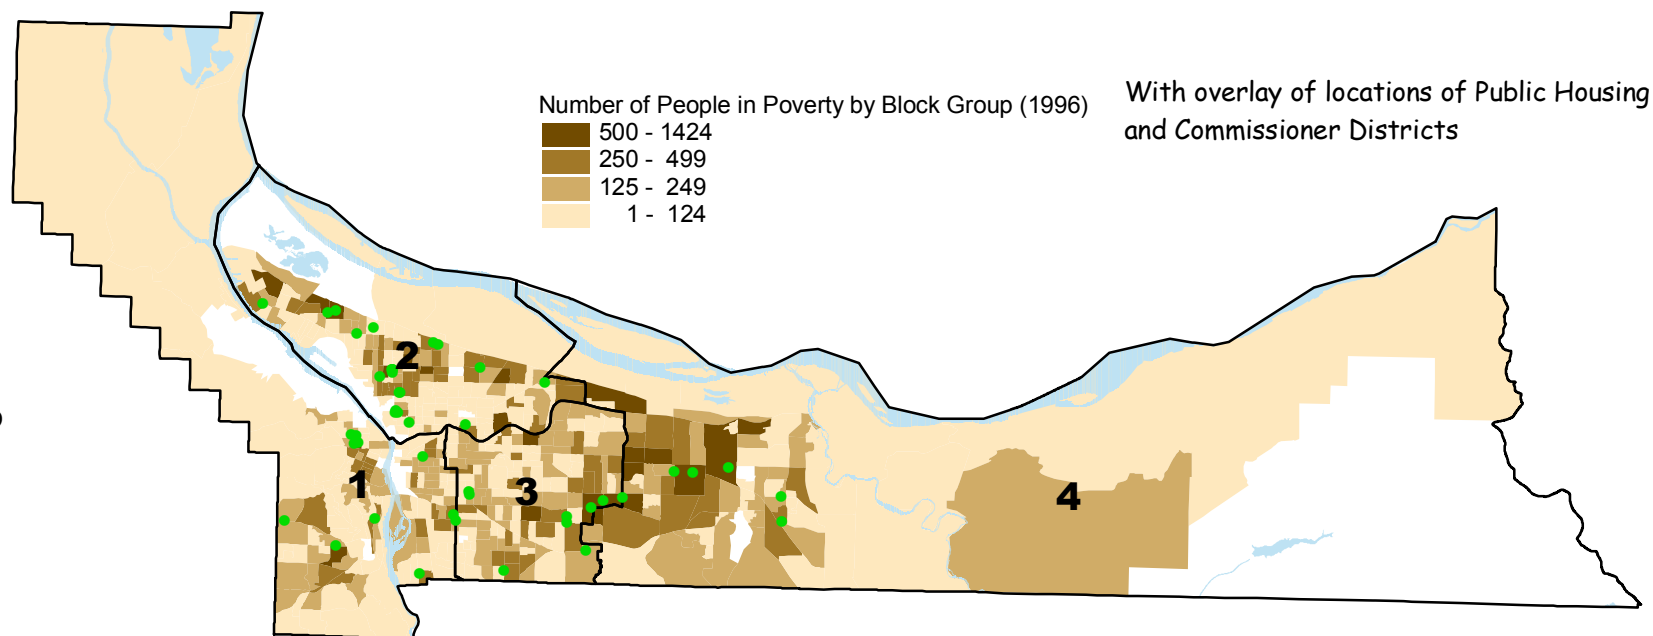 Number of People in Poverty by Block Group (1996)
500 - 1424
250 - 499
125 - 249
1 - 124
With overlay of locations of Public Housing
and Commissioner Districts
2
1
3
4